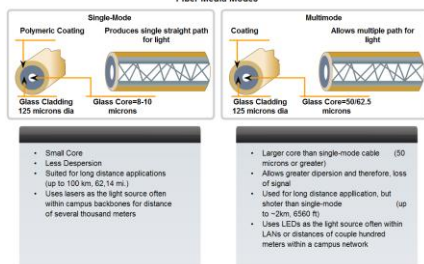 Fiber Media Modes
Single-Mode
Polymeric Coating
Produces single straight path
for light
Glass Cladding
125 microns dia
Glass Core=8-10
microns
Multimode
Coating
Allows multiple path for
light
Glass Cladding
125 microns dia
Glass Core=50/62.5
microns
• Small Core
• Less Despersion
• Suited for long distance applications
(up to 100 km, 62,14 mi.)
• Uses lasers as the light source often
within campus backbones for distance
of several thousand meters
• Larger core than single-mode cable (50
microns or greater)
• Allows greater dipersion and therefore, loss
of signal
• Used for long distance application, but
shoter than single-mode (up
to ~2km, 6560 ft)
• Uses LEDs as the light source often within
LANs or distances of couple hundred
meters within a campus network